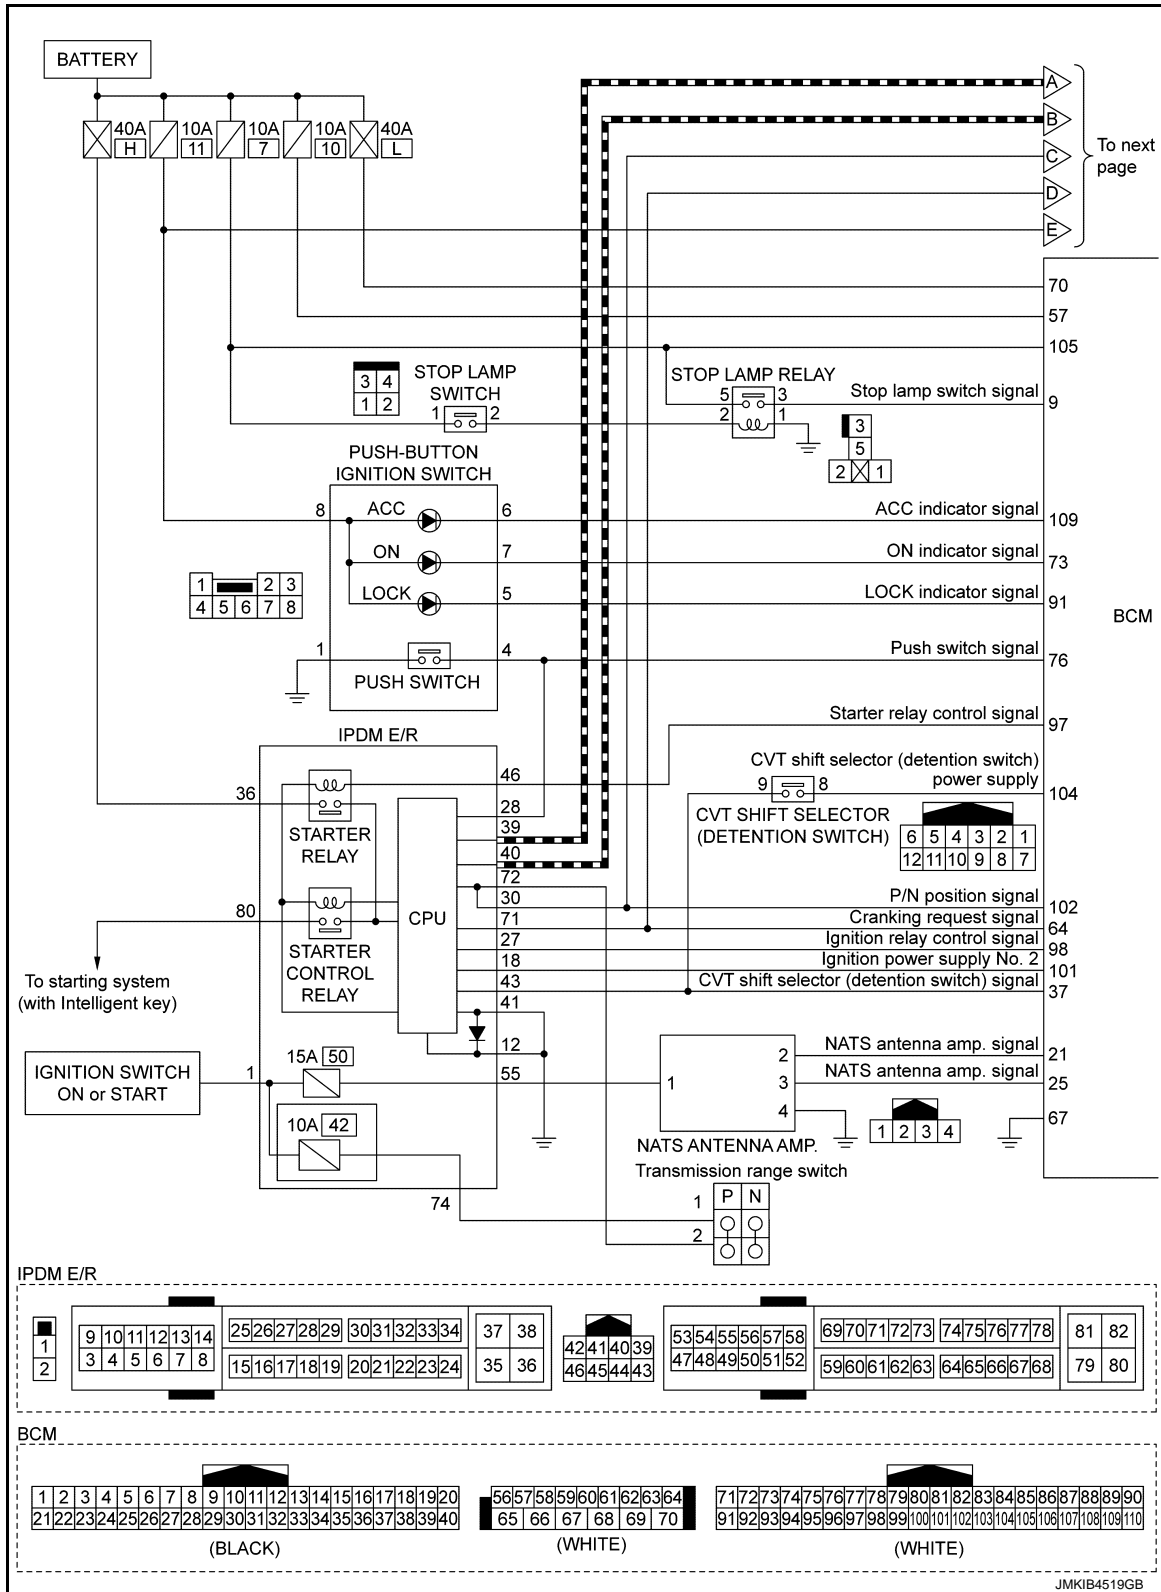 BATTERY
40A H
10A 11
10A 7
10A 10
40A L
A
B
C
D
E
To next
page
70
57
105
STOP LAMP
SWITCH
3 4
1 2
1 2
STOP LAMP RELAY
5 3
2 1
Stop lamp switch signal
9
3
5
2 1
PUSH-BUTTON
IGNITION SWITCH
8 ACC 6
ACC indicator signal
109
ON 7
ON indicator signal
73
LOCK 5
LOCK indicator signal
91
1 2 3
4 5 6 7 8
BCM
1 4
Push switch signal
76
PUSH SWITCH
Starter relay control signal
97
IPDM E/R
CVT shift selector (detention switch)
power supply
104
9 8
CVT SHIFT SELECTOR
(DETENTION SWITCH)
6 5 4 3 2 1
12 11 10 9 8 7
36
46
28
39
40
72
30
71
27
18
43
41
12
55
STARTER
RELAY
CPU
80
STARTER
CONTROL
RELAY
To starting system
(with Intelligent key)
P/N position signal
102
Cranking request signal
64
Ignition relay control signal
98
Ignition power supply No. 2
101
CVT shift selector (detention switch) signal
37
IGNITION SWITCH
ON or START
1
15A 50
10A 42
74
1
2
3
4
NATS antenna amp. signal
21
NATS antenna amp. signal
25
67
1 2 3 4
NATS ANTENNA AMP.
Transmission range switch
P N
1
2
IPDM E/R
1
2
9 10 11 12 13 14
3 4 5 6 7 8
25 26 27 28 29 30 31 32 33 34
15 16 17 18 19 20 21 22 23 24
37 38
35 36
42 41 40 39
46 45 44 43
53 54 55 56 57 58
47 48 49 50 51 52
69 70 71 72 73 74 75 76 77 78
59 60 61 62 63 64 65 66 67 68
81 82
79 80
BCM
1 2 3 4 5 6 7 8 9 10 11 12 13 14 15 16 17 18 19 20
21 22 23 24 25 26 27 28 29 30 31 32 33 34 35 36 37 38 39 40
(BLACK)
56 57 58 59 60 61 62 63 64
65 66 67 68 69 70
(WHITE)
71 72 73 74 75 76 77 78 79 80 81 82 83 84 85 86 87 88 89 90
91 92 93 94 95 96 97 98 99 100 101 102 103 104 105 106 107 108 109 110
(WHITE)
JMKIB4519GB